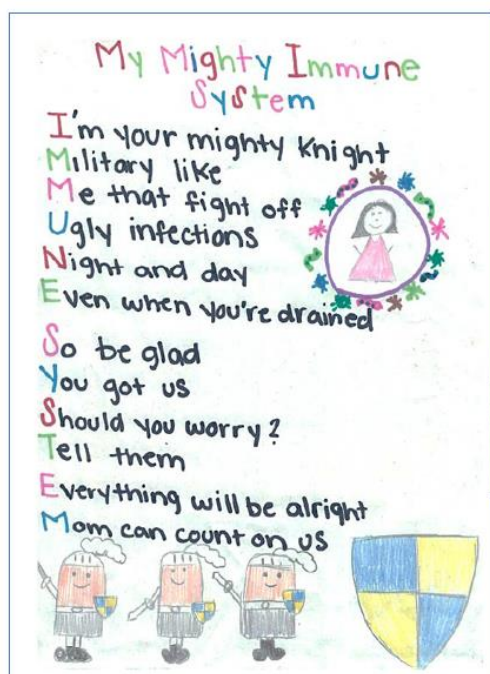 My Mighty Immune
System
I'm your mighty Knight
Military like
Me that fight off
Ugly infections
Night and day
Even when you're drained
So be glad
You got us
Should you worry?
Tell them
Everything will be alright
Mom can count on us